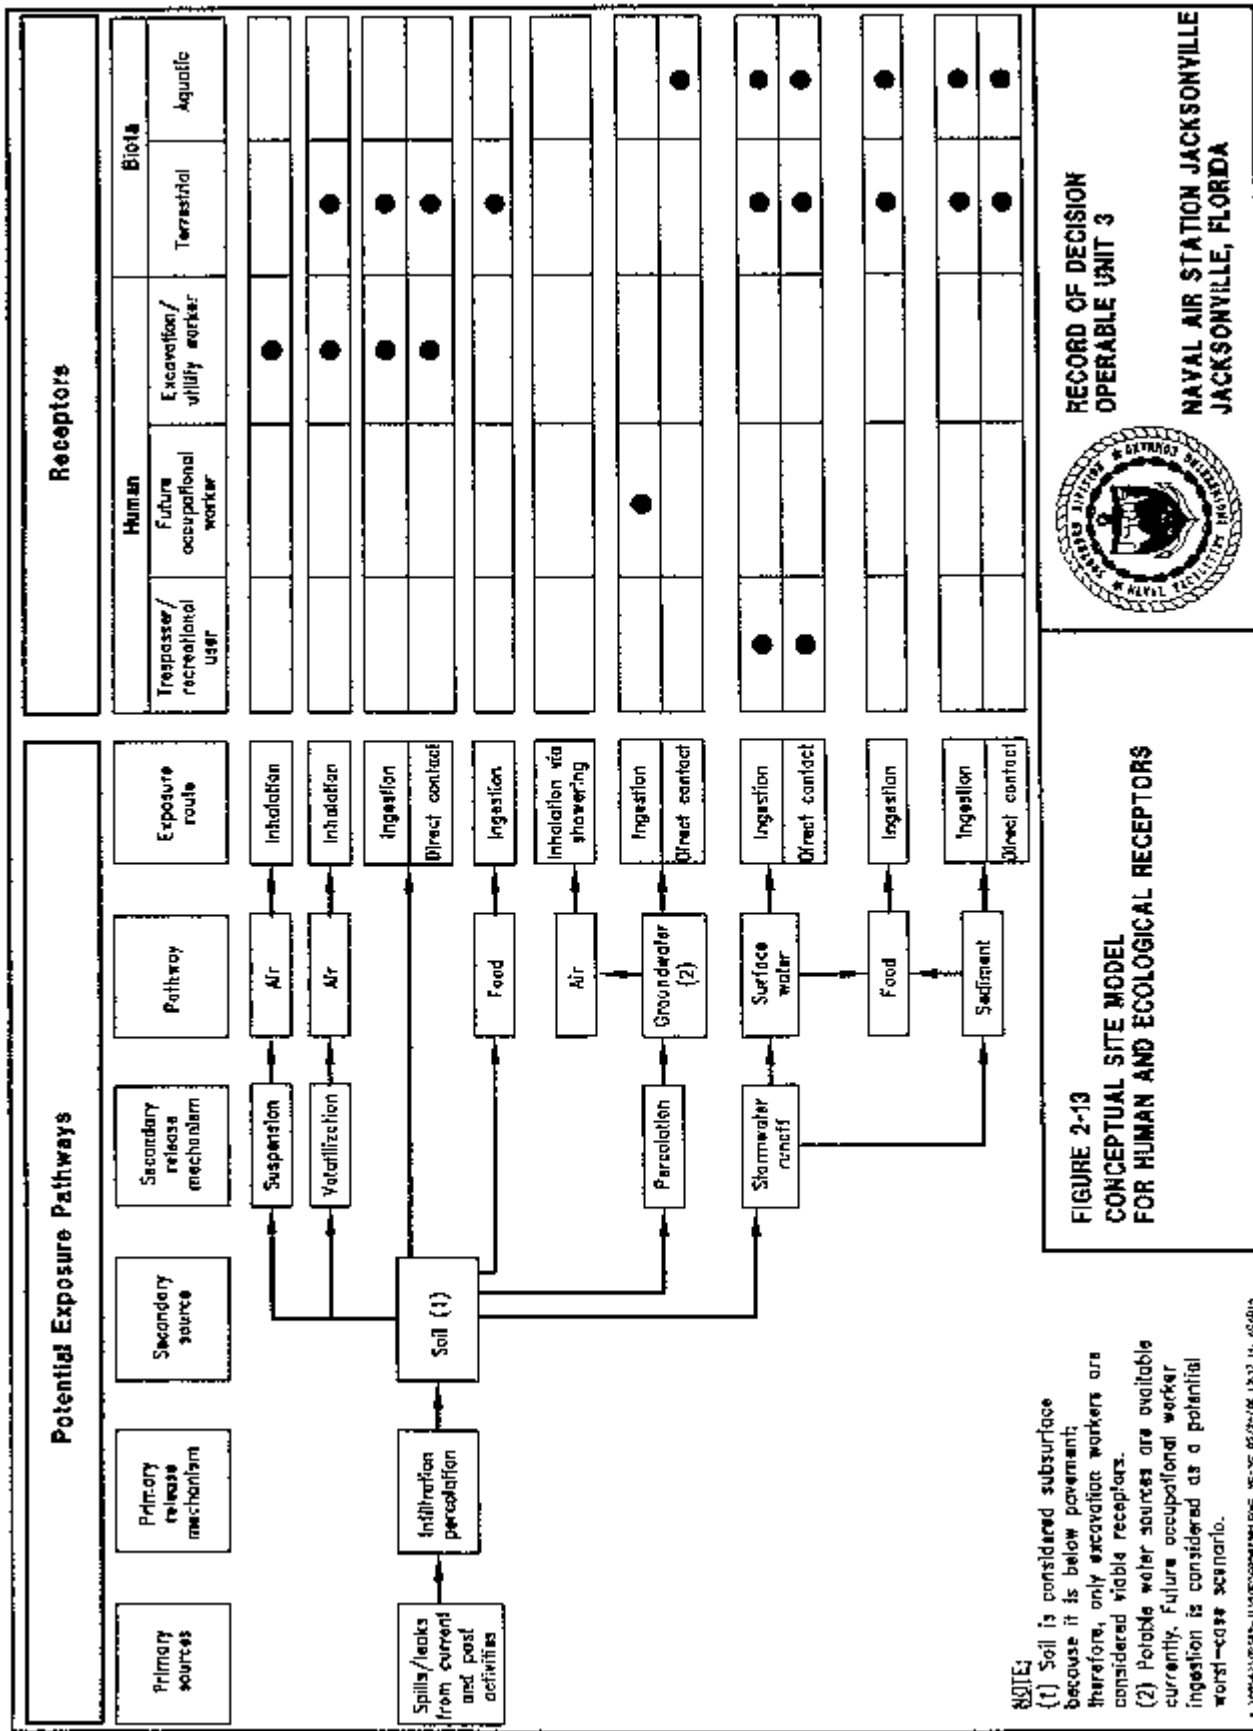 Potential Exposure Pathways
Receptors
Primary
sources
Primary
release
mechanism
Secondary
source
Secondary
release
mechanism
Pathway
Exposure
route
Human
Biota
Trespasser/
recreational
user
Future
occupational
worker
Excavation/
utility worker
Terrestrial
Aquatic
Spills/leaks
from current
and past
activities
Infiltration
percolation
Soil (1)
Suspension
Air
Inhalation
Volatilization
Air
Inhalation
Ingestion
Direct contact
Food
Ingestion
Air
Inhalation via
showering
Percolation
Groundwater
(2)
Ingestion
Direct contact
Stormwater
runoff
Surface
water
Ingestion
Direct contact
Food
Ingestion
Sediment
Ingestion
Direct contact
NOTE:
(1) Soil is considered subsurface
because it is below pavement;
therefore, only excavation workers are
considered viable receptors.
(2) Potable water sources are available
currently. Future occupational worker
ingestion is considered as a potential
worst-case scenario.
FIGURE 2-13
CONCEPTUAL SITE MODEL
FOR HUMAN AND ECOLOGICAL RECEPTORS
RECORD OF DECISION
OPERABLE UNIT 3
NAVAL AIR STATION JACKSONVILLE
JACKSONVILLE, FLORIDA